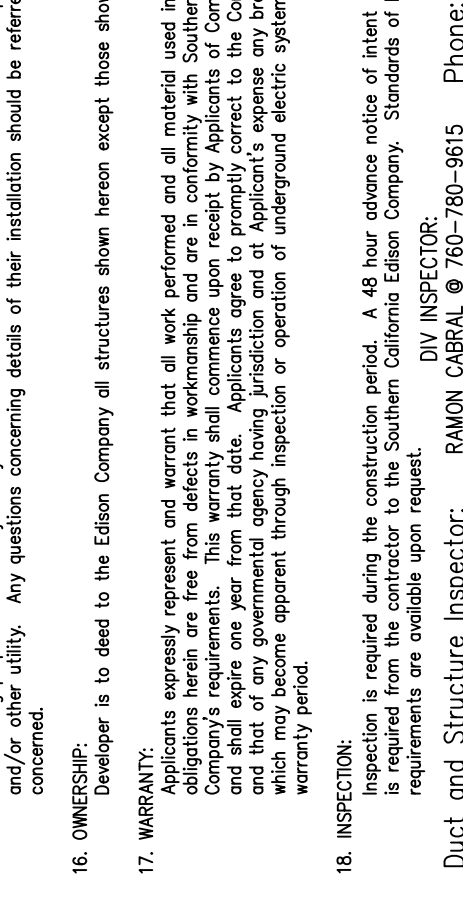 and/or other utility. Any questions concerning details of their installation should be referre
concerned.
16. OWNERSHIP:
Developer is to deed to the Edison Company all structures shown hereon except those show
17. WARRANTY:
Applicants expressly represent and warrant that all work performed and all material used in
obligations herein are free from defects in workmanship and are in conformity with Souther
Company's requirements. This warranty shall commence upon receipt by Applicants of Com
and shall expire one year from that date. Applicants agree to promptly correct to the Co
and that of any governmental agency having jurisdiction and at Applicant's expense any bre
which may become apparent through inspection or operation of underground electric system
warranty period.
18. INSPECTION:
Inspection is required during the construction period. A 48 hour advance notice of intent
is required from the contractor to the Southern California Edison Company. Standards of
requirements are available upon request.
DIV INSPECTOR:
Duct and Structure Inspector: RAMON CABRAL @ 760-780-9615 Phone: